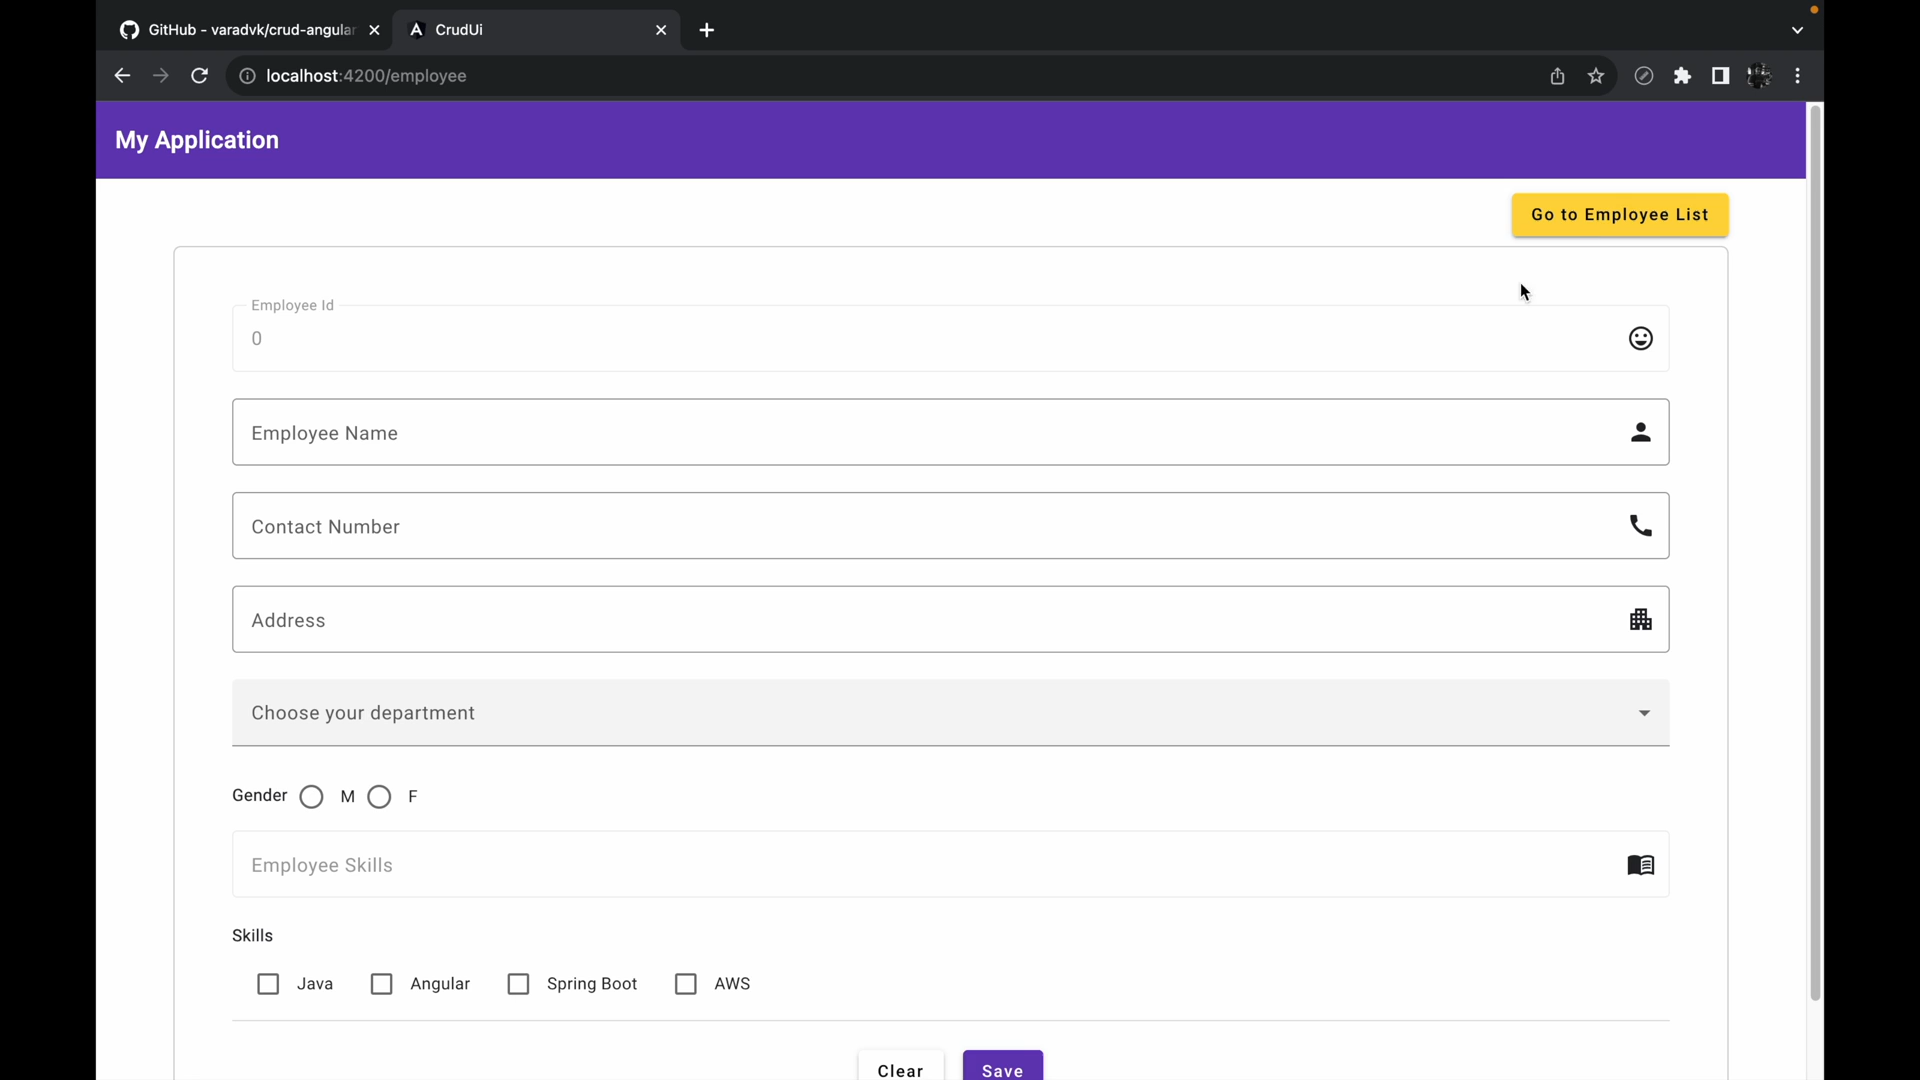 GitHub - varadvk/crud-angular
CrudUi
localhost:4200/employee
My Application
Go to Employee List
Employee Id
0
Employee Name
Contact Number
Address
Choose your department
Gender M F
Employee Skills
Skills
Java Angular Spring Boot AWS
Clear Save